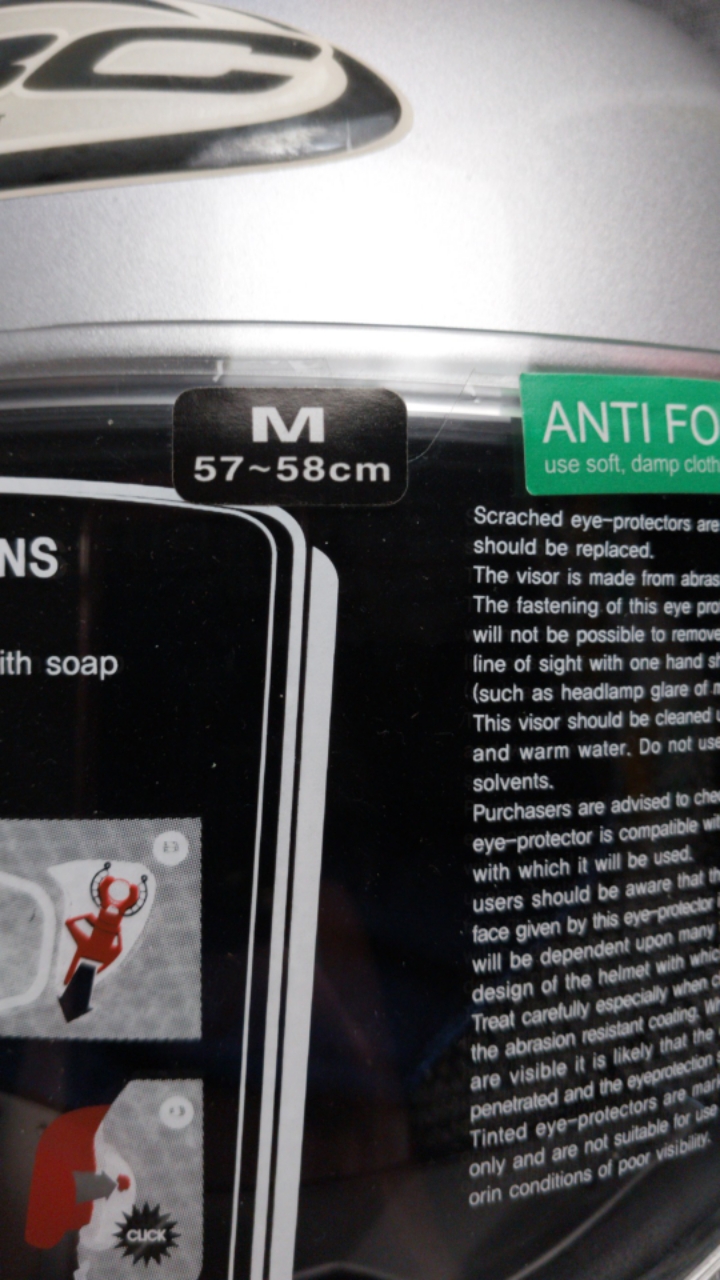 M
57~58cm
ANTI FO
use soft, damp cloth
NS
ith soap
CLICK
Scrached eye-protectors are
should be replaced.
The visor is made from abras
The fastening of this eye pro
will not be possible to remove
line of sight with one hand sh
(such as headlamp glare of
This visor should be cleaned
and warm water. Do not use
solvents.
Purchasers are advised to che
eye-protector is compatible wit
with which it will be used.
users should be aware that th
face given by this eye-protector
will be dependent upon many
design of the helmet with whic
Treat carefully especially when
the abrasion resistant coating.
are visible it is likely that the
penetrated and the eyeprotection
Tinted eye-protectors are mar
only and are not suitable for use
orin conditions of poor visibility.